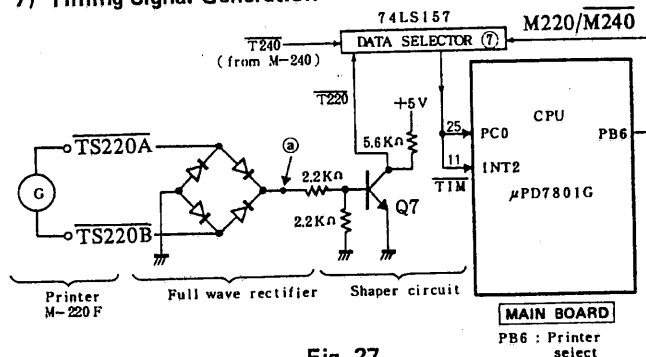 7) Timing Signal Generation
74LS157
M220/M240
T240
(from M-240)
DATA SELECTOR ⑦
T220
+5V
5.6KΩ
25
PC0
CPU
PB6
11
INT2
TIM
μPD7801G
TS220A
ⓐ
2.2KΩ
Q7
2.2KΩ
G
TS220B
Printer
M-220F
Full wave rectifier
Shaper circuit
MAIN BOARD
PB6 : Printer
select
Fig. 27